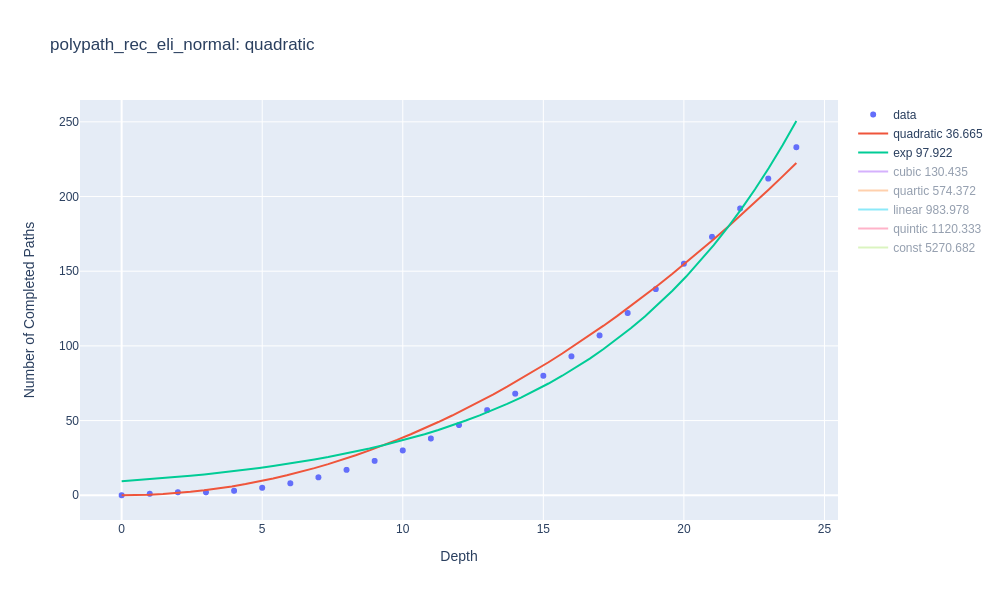 polypath_rec_eli_normal: quadratic
Number of Completed Paths
250
200
150
100
50
0
0
5
10
15
20
25
Depth
data
quadratic 36.665
exp 97.922
cubic 130.435
quartic 574.372
linear 983.978
quintic 1120.333
const 5270.682